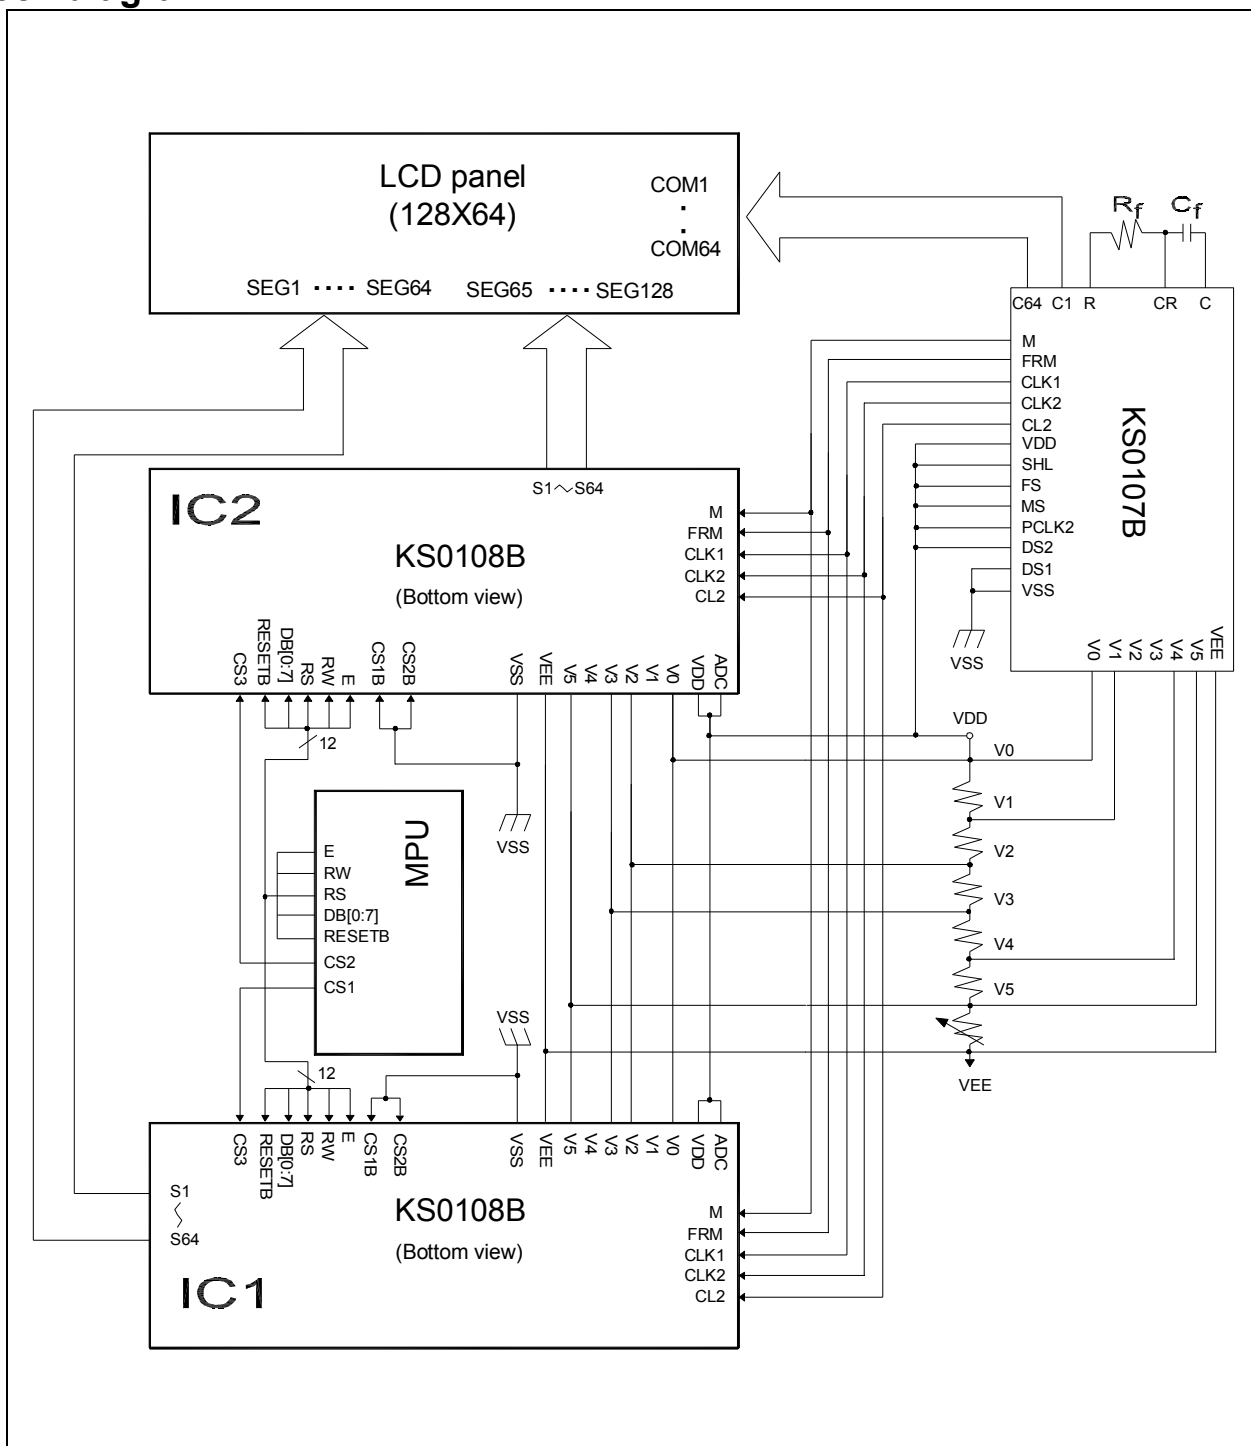 LCD panel
(128X64)
COM1
COM64
SEG1 ···· SEG64 SEG65 ···· SEG128
Rf Cf
C64 C1 R CR C
M
FRM
CLK1
CLK2
CL2
VDD
SHL
FS
MS
PCLK2
DS2
DS1
VSS
KS0107B
V0 V1 V2 V3 V4 V5 VEE
VSS
IC2
S1～S64
KS0108B
(Bottom view)
M
FRM
CLK1
CLK2
CL2
CS3 RESETB DB[0:7] RS RW E CS1B CS2B VSS VEE V5 V4 V3 V2 V1 V0 VDD ADC
12
VSS
VDD
V0
V1
V2
V3
V4
V5
VEE
MPU
E
RW
RS
DB[0:7]
RESETB
CS2
CS1
VSS
12
CS3 RESETB DB[0:7] RS RW E CS1B CS2B VSS VEE V5 V4 V3 V2 V1 V0 VDD ADC
S1
S64
KS0108B
(Bottom view)
IC1
M
FRM
CLK1
CLK2
CL2